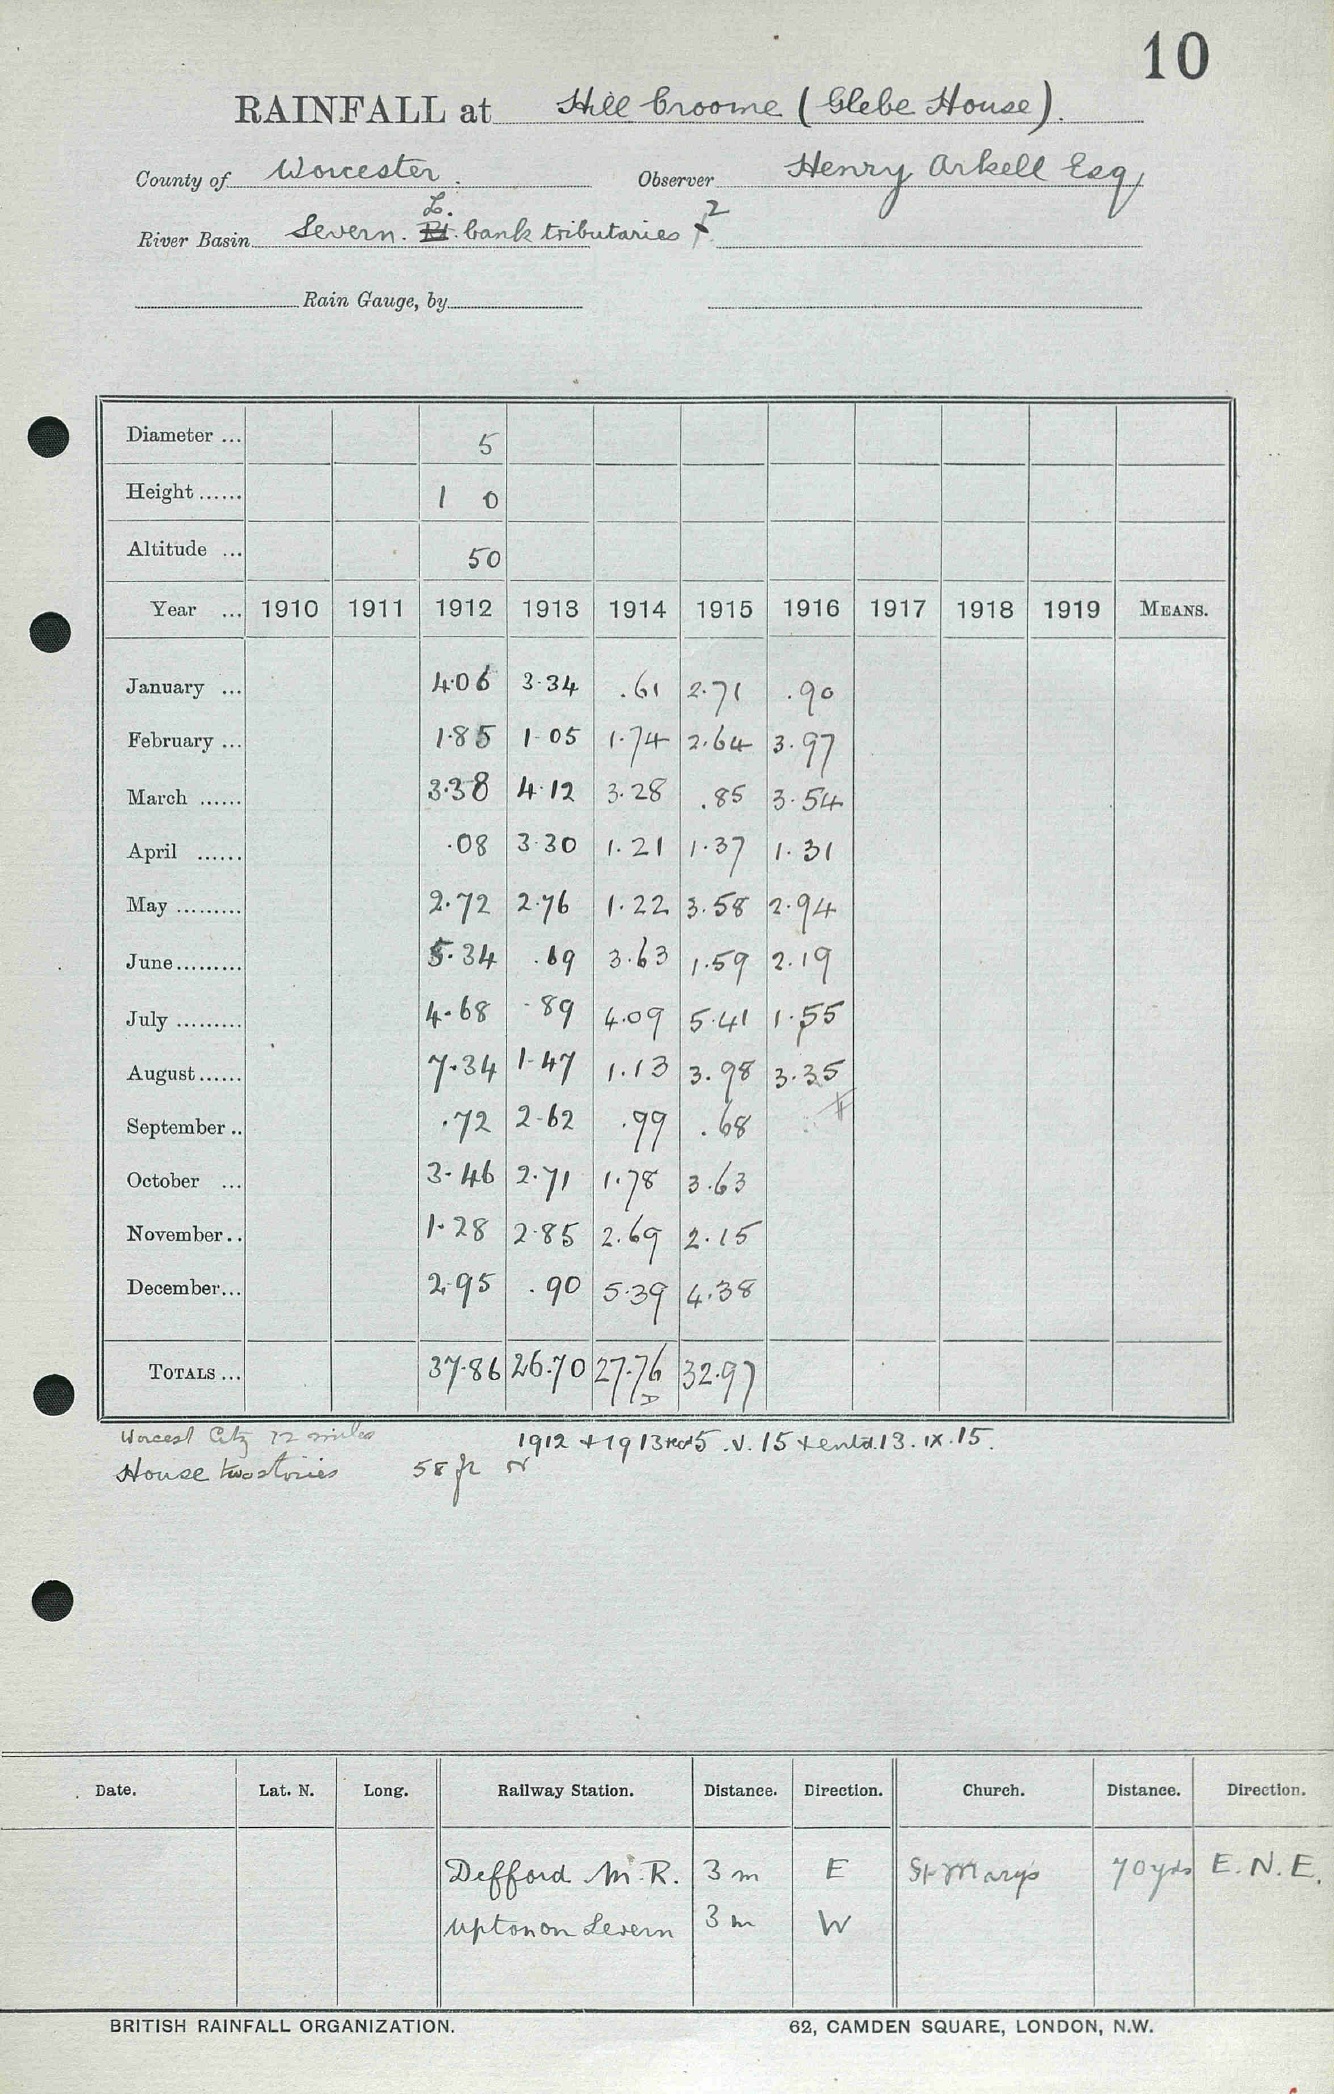 10
RAINFALL at Hill Croome (Glebe House).
County of Worcester. Observer Henry Arkell Esq,
L.
River Basin Severn. Rt. bank tributaries 2
Rain Gauge, by
Diameter ... 5
Height ...... 1 0
Altitude ... 50
Year ... 1910 1911 1912 1913 1914 1915 1916 1917 1918 1919 MEANS.
January ... 4.06 3.34 .61 2.71 .90
February ... 1.85 1.05 1.74 2.64 3.97
March ...... 3.38 4.12 3.28 .85 3.54
April ...... .08 3.30 1.21 1.37 1.31
May ......... 2.72 2.76 1.22 3.58 2.94
June ......... 5.34 .69 3.63 1.59 2.19
July ......... 4.68 .89 4.09 5.41 1.55
August ...... 7.34 1.47 1.13 3.98 3.35
September .. .72 2.62 .99 .68
October ... 3.46 2.71 1.78 3.63
November .. 1.28 2.85 2.69 2.15
December ... 2.95 .90 5.39 4.38
TOTALS ... 37.86 26.70 27.76 32.97
D
Worcest City 12 miles 1912 + 1913 recd 5.V.15 + entd 13.IX.15.
House two stories 58 ft
Date. Lat. N. Long. Railway Station. Distance. Direction. Church. Distance. Direction.
Defford M.R. 3 m E St Marys 70 yds E.N.E.
Upton on Severn 3 m W
BRITISH RAINFALL ORGANIZATION. 62, CAMDEN SQUARE, LONDON, N.W.